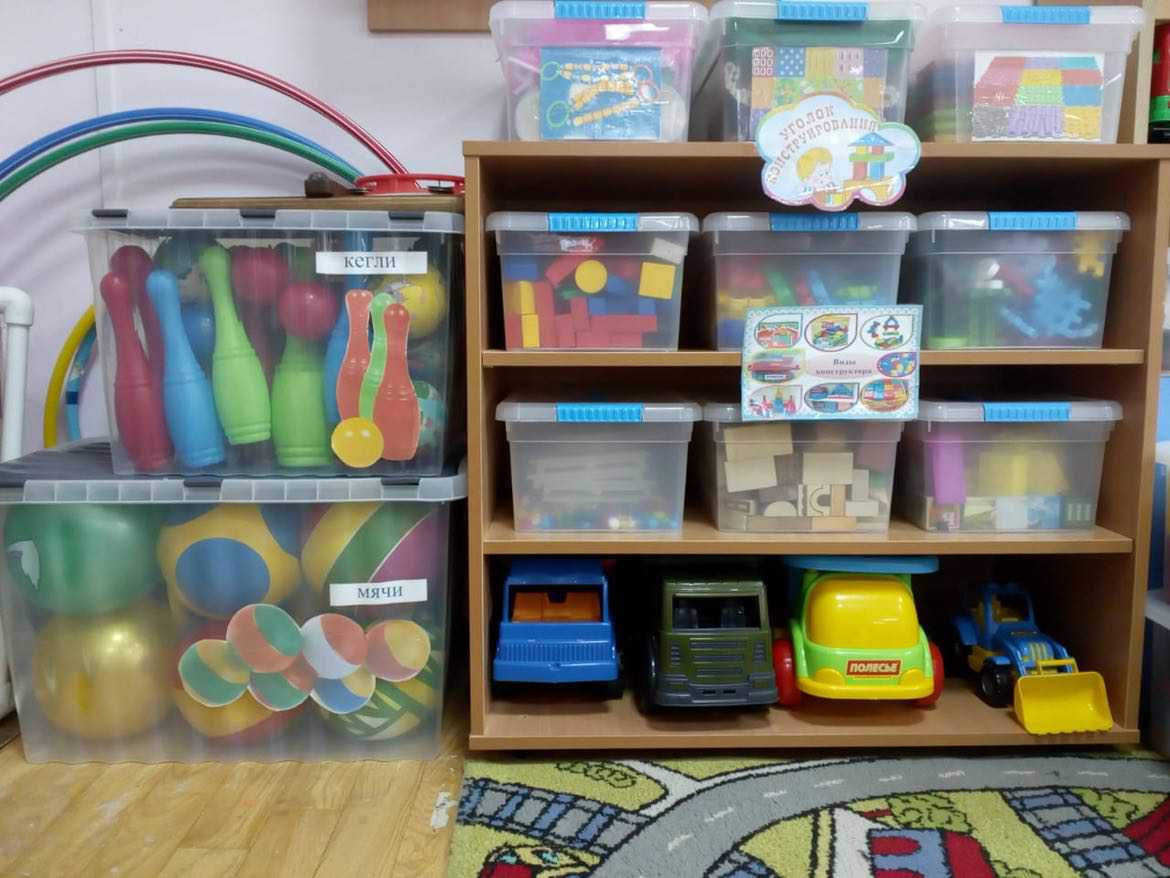 УГОЛОК
КОНСТРУИРОВАНИЯ
кегли
Виды
конструктора
мячи
ПОЛЕСЬЕ